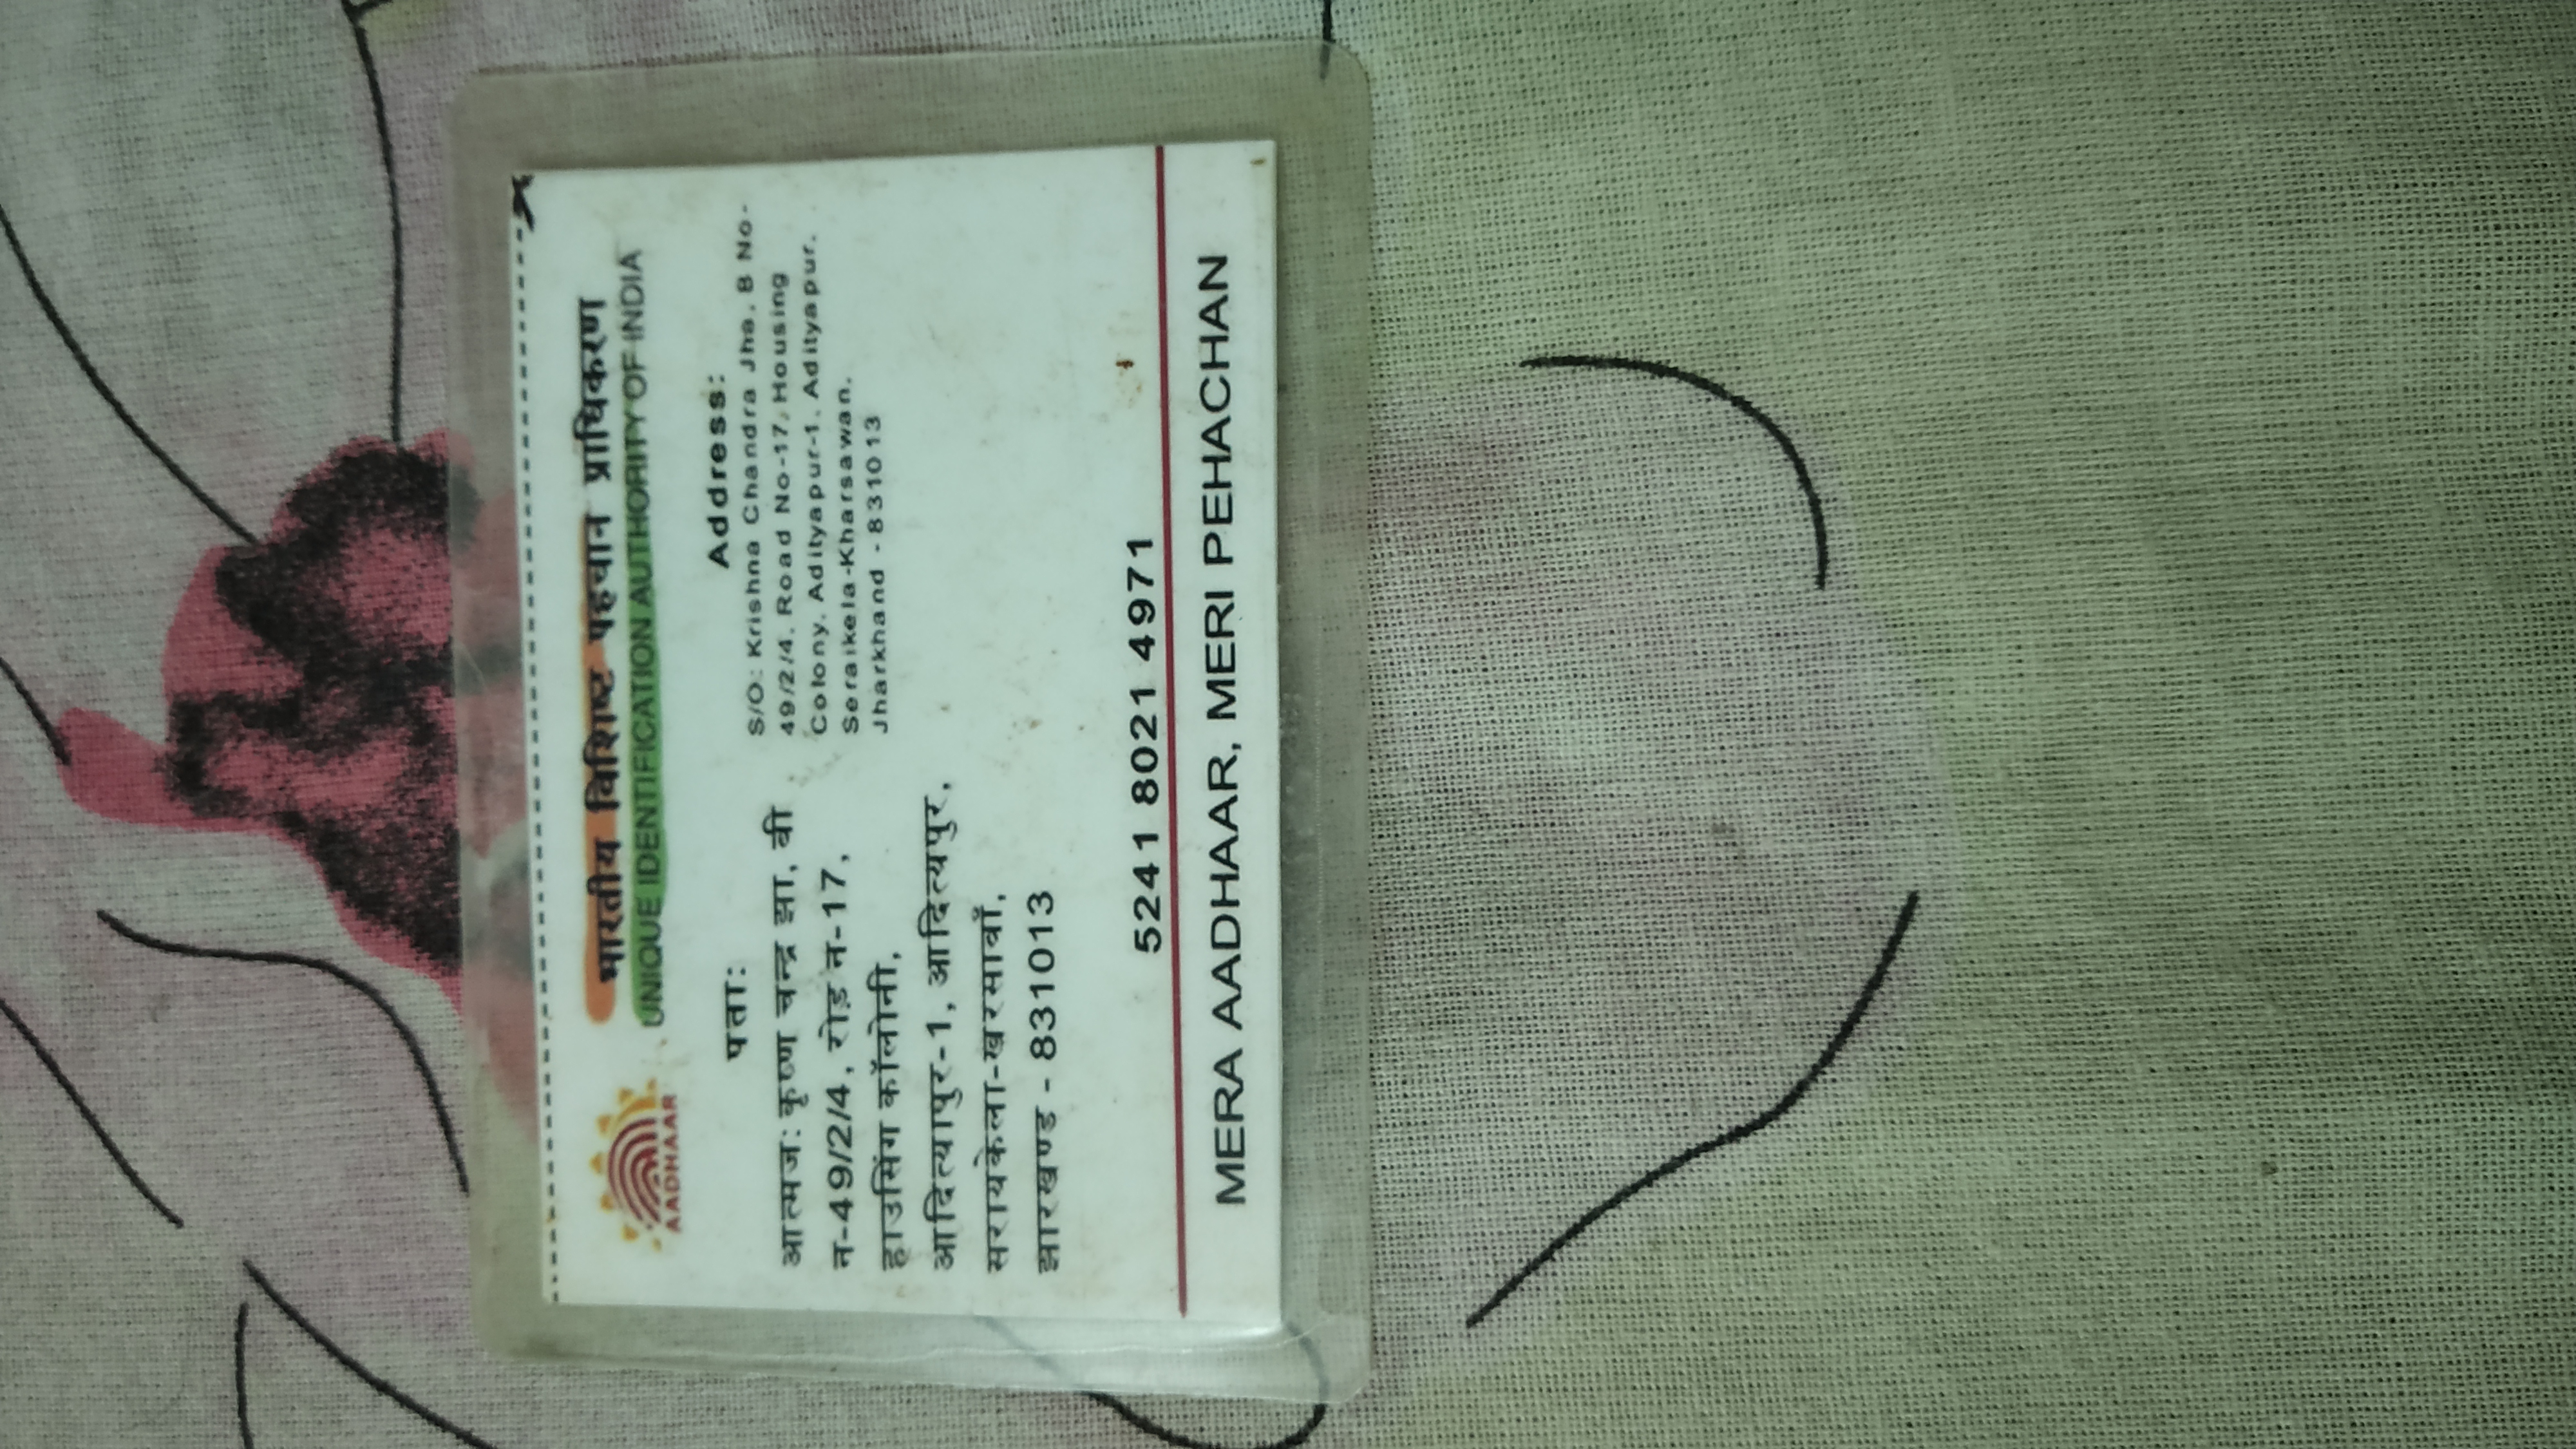 भारतीय विशिष्ट पहचान प्राधिकरण
UNIQUE IDENTIFICATION AUTHORITY OF INDIA
AADHAAR
पता:
आत्मज: कृष्ण चन्द्र झा, बी
न-49/2/4, रोड न-17,
हाउसिंग कॉलोनी,
आदित्यापुर-1, आदित्यपुर,
सरायकेला-खरसावाँ,
झारखण्ड - 831013
Address:
S/O: Krishna Chandra Jha, B No-
49/2/4, Road No-17, Housing
Colony, Adityapur-1, Adityapur,
Seraikela-Kharsawan,
Jharkhand - 831013
5241 8021 4971
MERA AADHAAR, MERI PEHACHAN